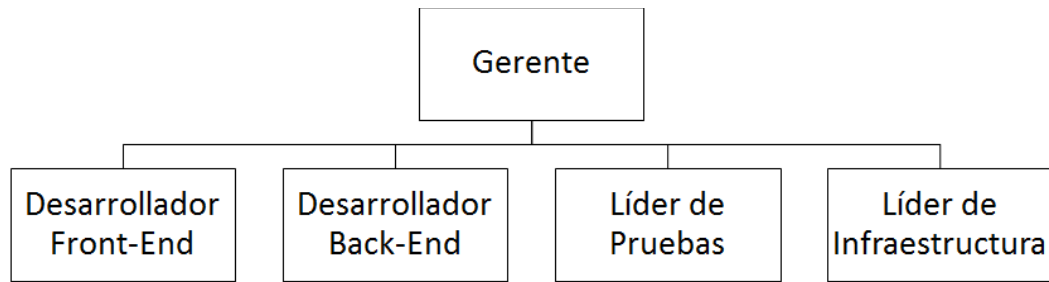 Gerente
Desarrollador
Front-End
Desarrollador
Back-End
Líder de
Pruebas
Líder de
Infraestructura